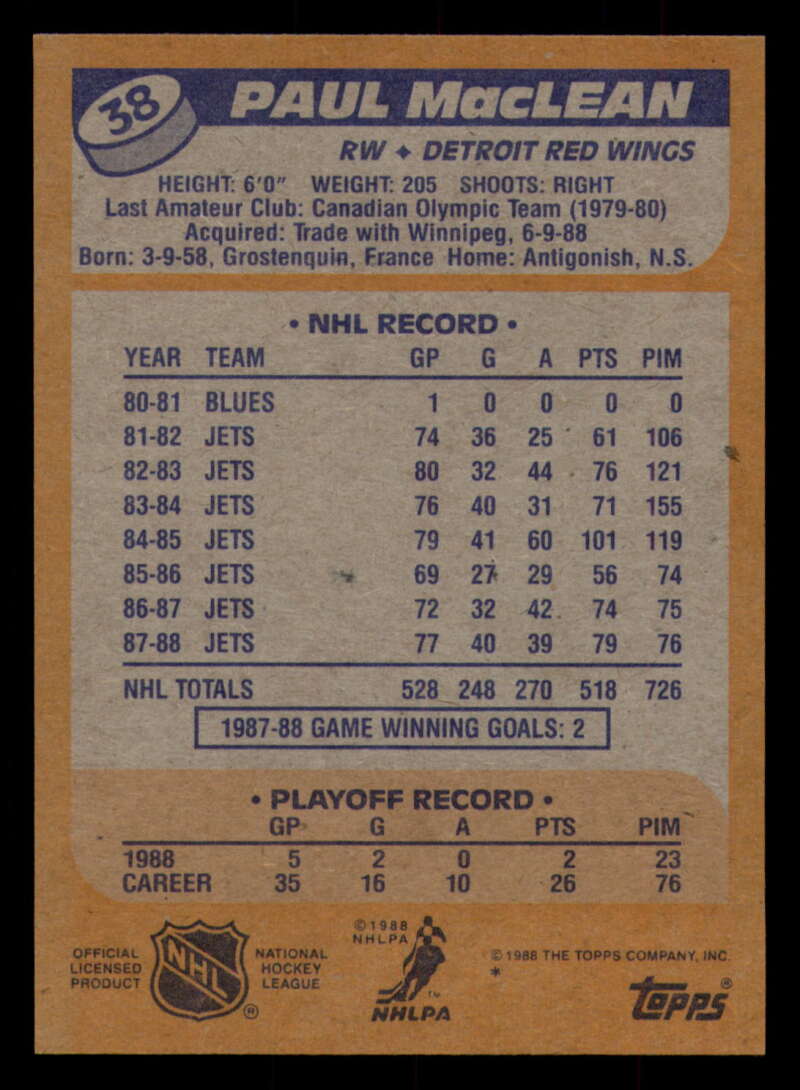 38
PAUL MacLEAN
RW ✦ DETROIT RED WINGS
HEIGHT: 6'0" WEIGHT: 205 SHOOTS: RIGHT
Last Amateur Club: Canadian Olympic Team (1979-80)
Acquired: Trade with Winnipeg, 6-9-88
Born: 3-9-58, Grostenquin, France Home: Antigonish, N.S.
• NHL RECORD •
YEAR TEAM GP G A PTS PIM
80-81 BLUES 1 0 0 0 0
81-82 JETS 74 36 25 61 106
82-83 JETS 80 32 44 76 121
83-84 JETS 76 40 31 71 155
84-85 JETS 79 41 60 101 119
85-86 JETS 69 27 29 56 74
86-87 JETS 72 32 42 74 75
87-88 JETS 77 40 39 79 76
NHL TOTALS 528 248 270 518 726
1987-88 GAME WINNING GOALS: 2
• PLAYOFF RECORD •
GP G A PTS PIM
1988 5 2 0 2 23
CAREER 35 16 10 26 76
OFFICIAL
LICENSED
PRODUCT
NHL
®
NATIONAL
HOCKEY
LEAGUE
©1988
NHLPA
™
NHLPA
© 1988 THE TOPPS COMPANY, INC.
*
topps®